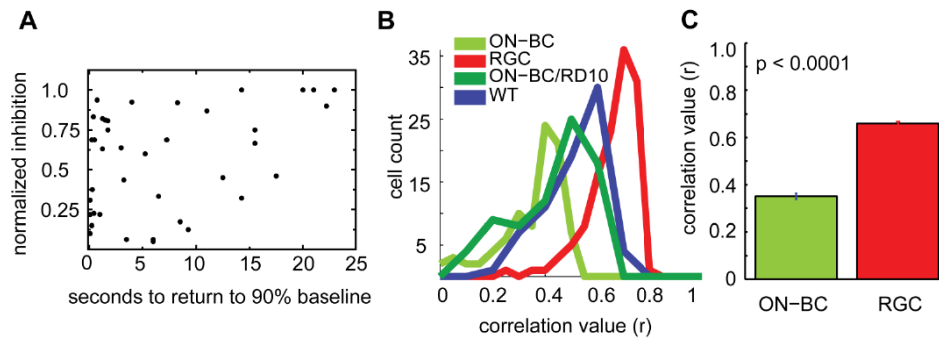 A
normalized inhibition
1.0
0.75
0.5
0.25
0 5 10 15 20 25
seconds to return to 90% baseline
B
ON−BC
RGC
ON−BC/RD10
WT
cell count
35
25
15
5
0 0.2 0.4 0.6 0.8 1
correlation value (r)
C
p < 0.0001
correlation value (r)
1.0
0.8
0.6
0.4
0.2
0
ON−BC RGC